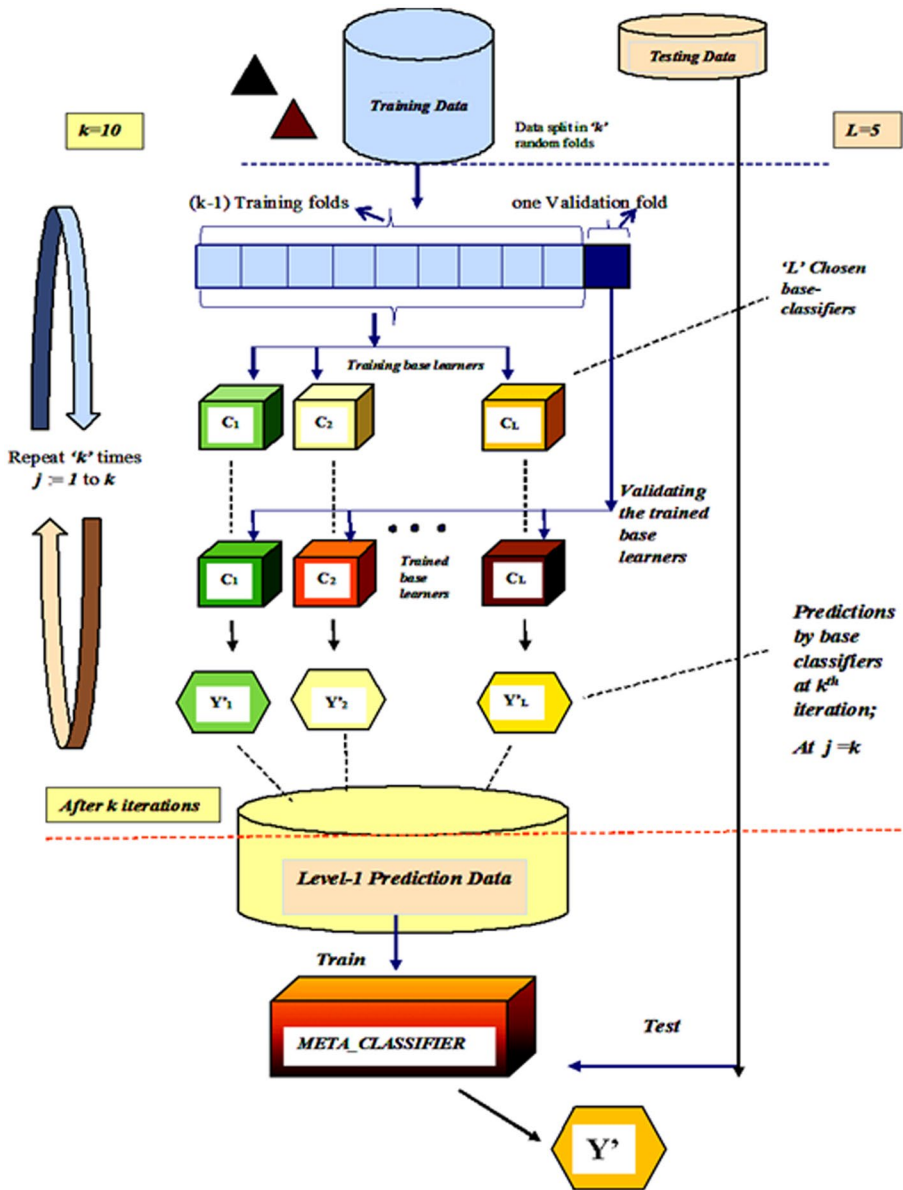 Testing Data
Training Data
k=10
Data split in ‘k’
random folds
L=5
(k-1) Training folds
one Validation fold
‘L’ Chosen
base-
classifiers
Training base learners
C1
C2
CL
Repeat ‘k’ times
j := 1 to k
Validating
the trained
base
learners
C1
C2
Trained
base
learners
CL
Predictions
by base
classifiers
at kth
iteration;
At j =k
Y’1
Y’2
Y’L
After k iterations
Level-1 Prediction Data
Train
META_CLASSIFIER
Test
Y’